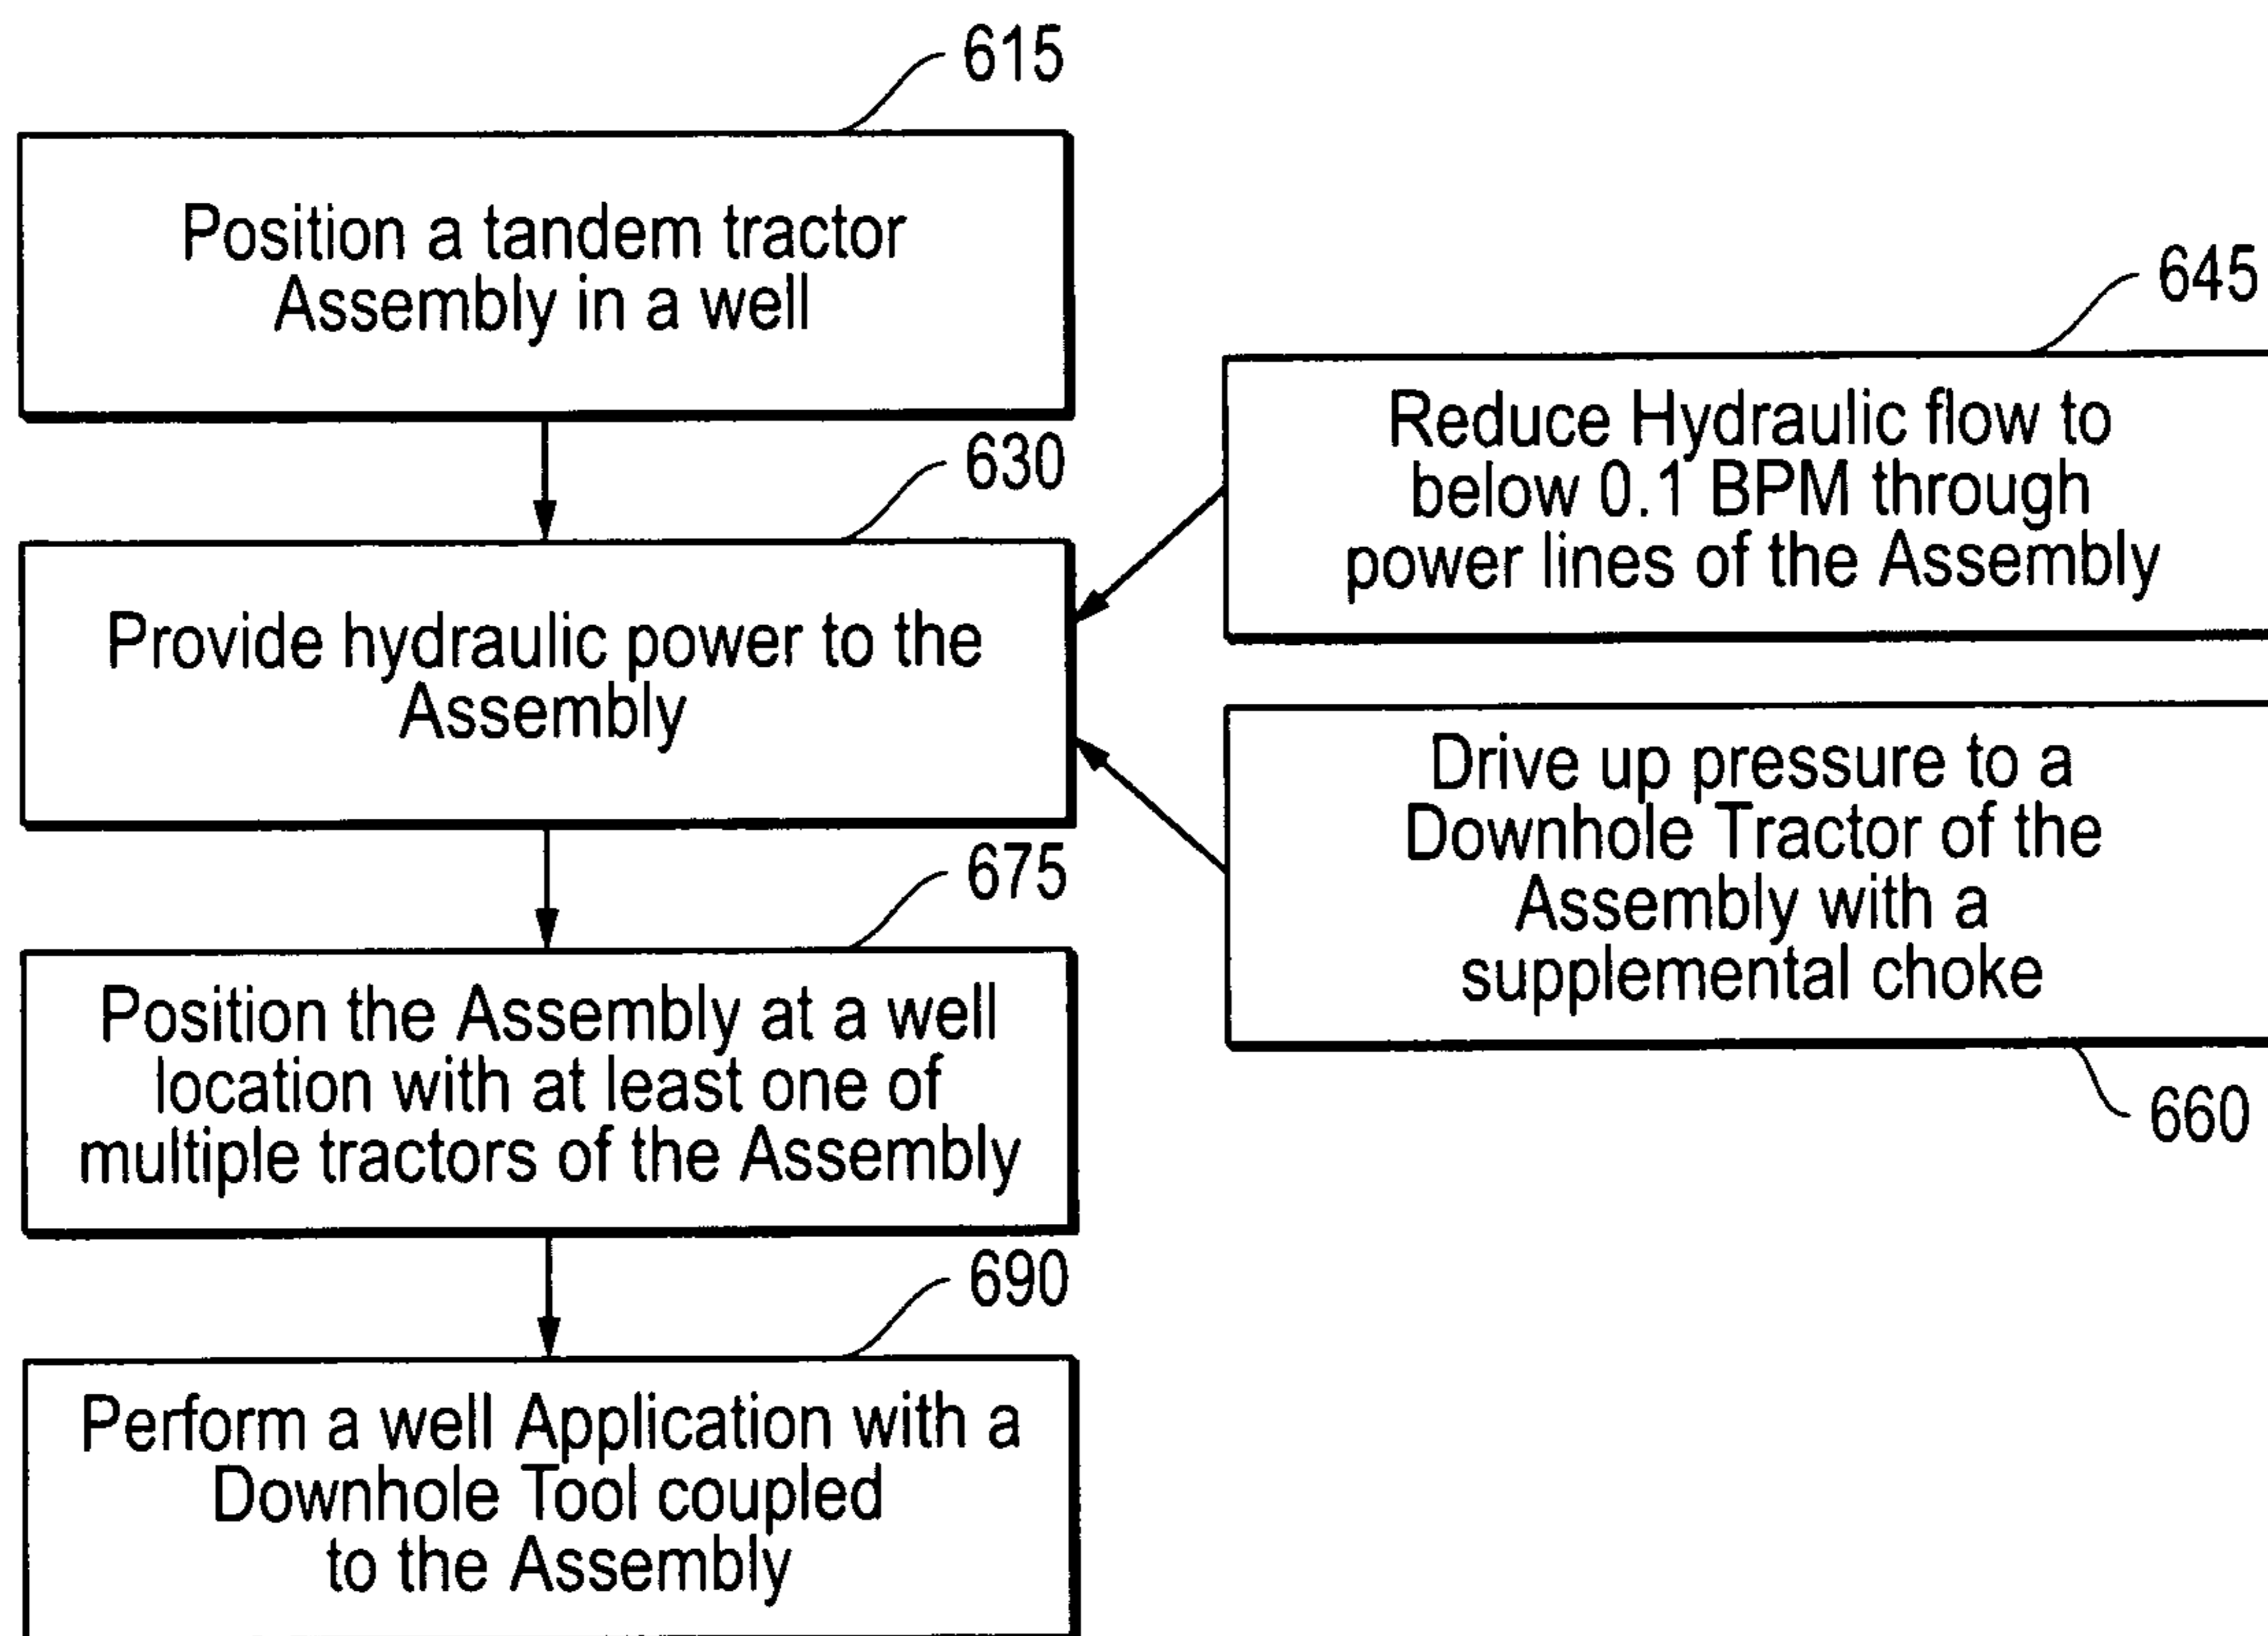 615
Position a tandem tractor
Assembly in a well
630
Provide hydraulic power to the
Assembly
645
Reduce Hydraulic flow to
below 0.1 BPM through
power lines of the Assembly
Drive up pressure to a
Downhole Tractor of the
Assembly with a
supplemental choke
660
675
Position the Assembly at a well
location with at least one of
multiple tractors of the Assembly
690
Perform a well Application with a
Downhole Tool coupled
to the Assembly